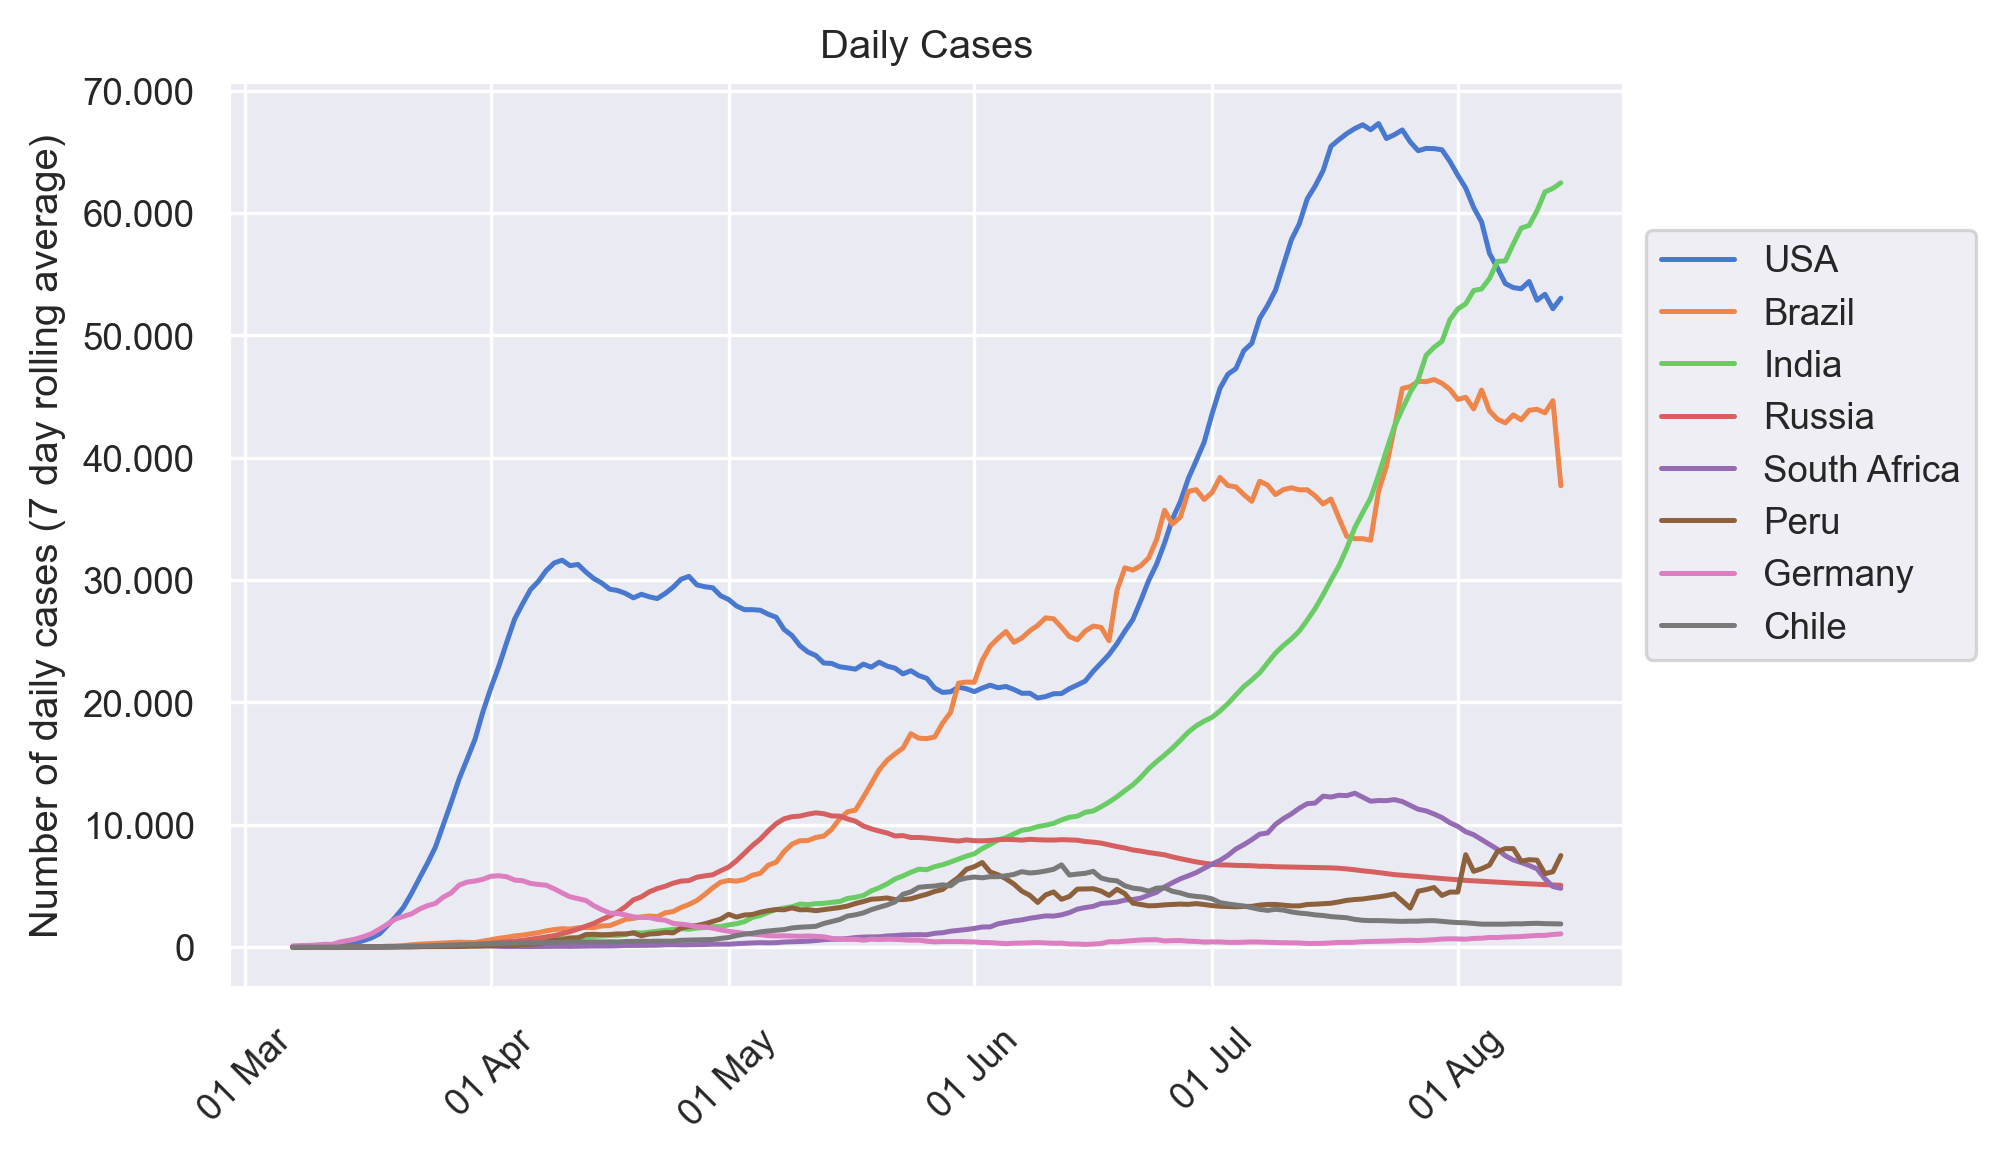 Daily Cases
Number of daily cases (7 day rolling average)
70.000
60.000
50.000
40.000
30.000
20.000
10.000
0
01 Mar
01 Apr
01 May
01 Jun
01 Jul
01 Aug
USA
Brazil
India
Russia
South Africa
Peru
Germany
Chile